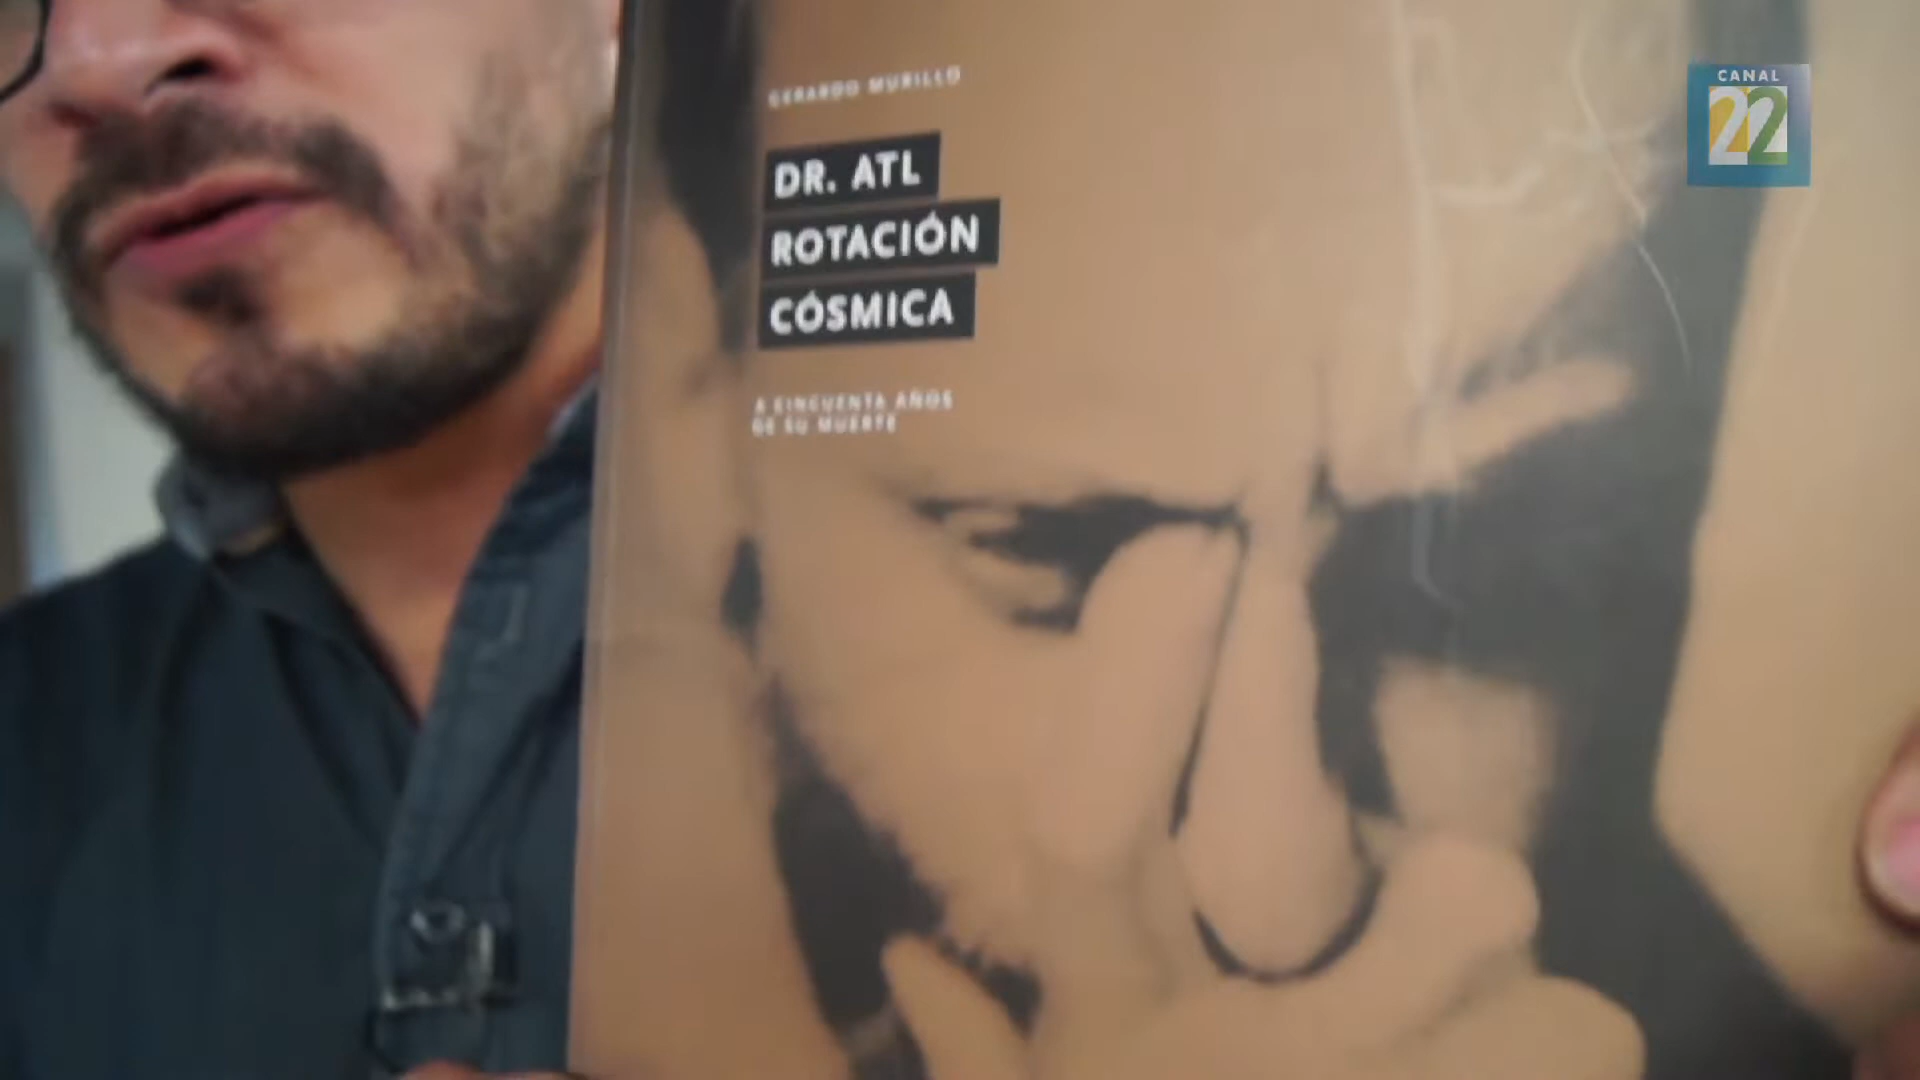 GERARDO MURILLO
DR. ATL
ROTACIÓN
CÓSMICA
A CINCUENTA AÑOS
DE SU MUERTE
CANAL
22